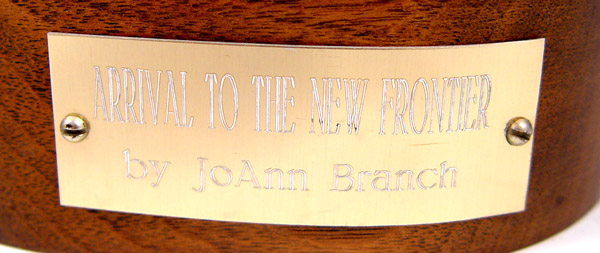 ARRIVAL TO THE NEW FRONTIER
by JoAnn Branch